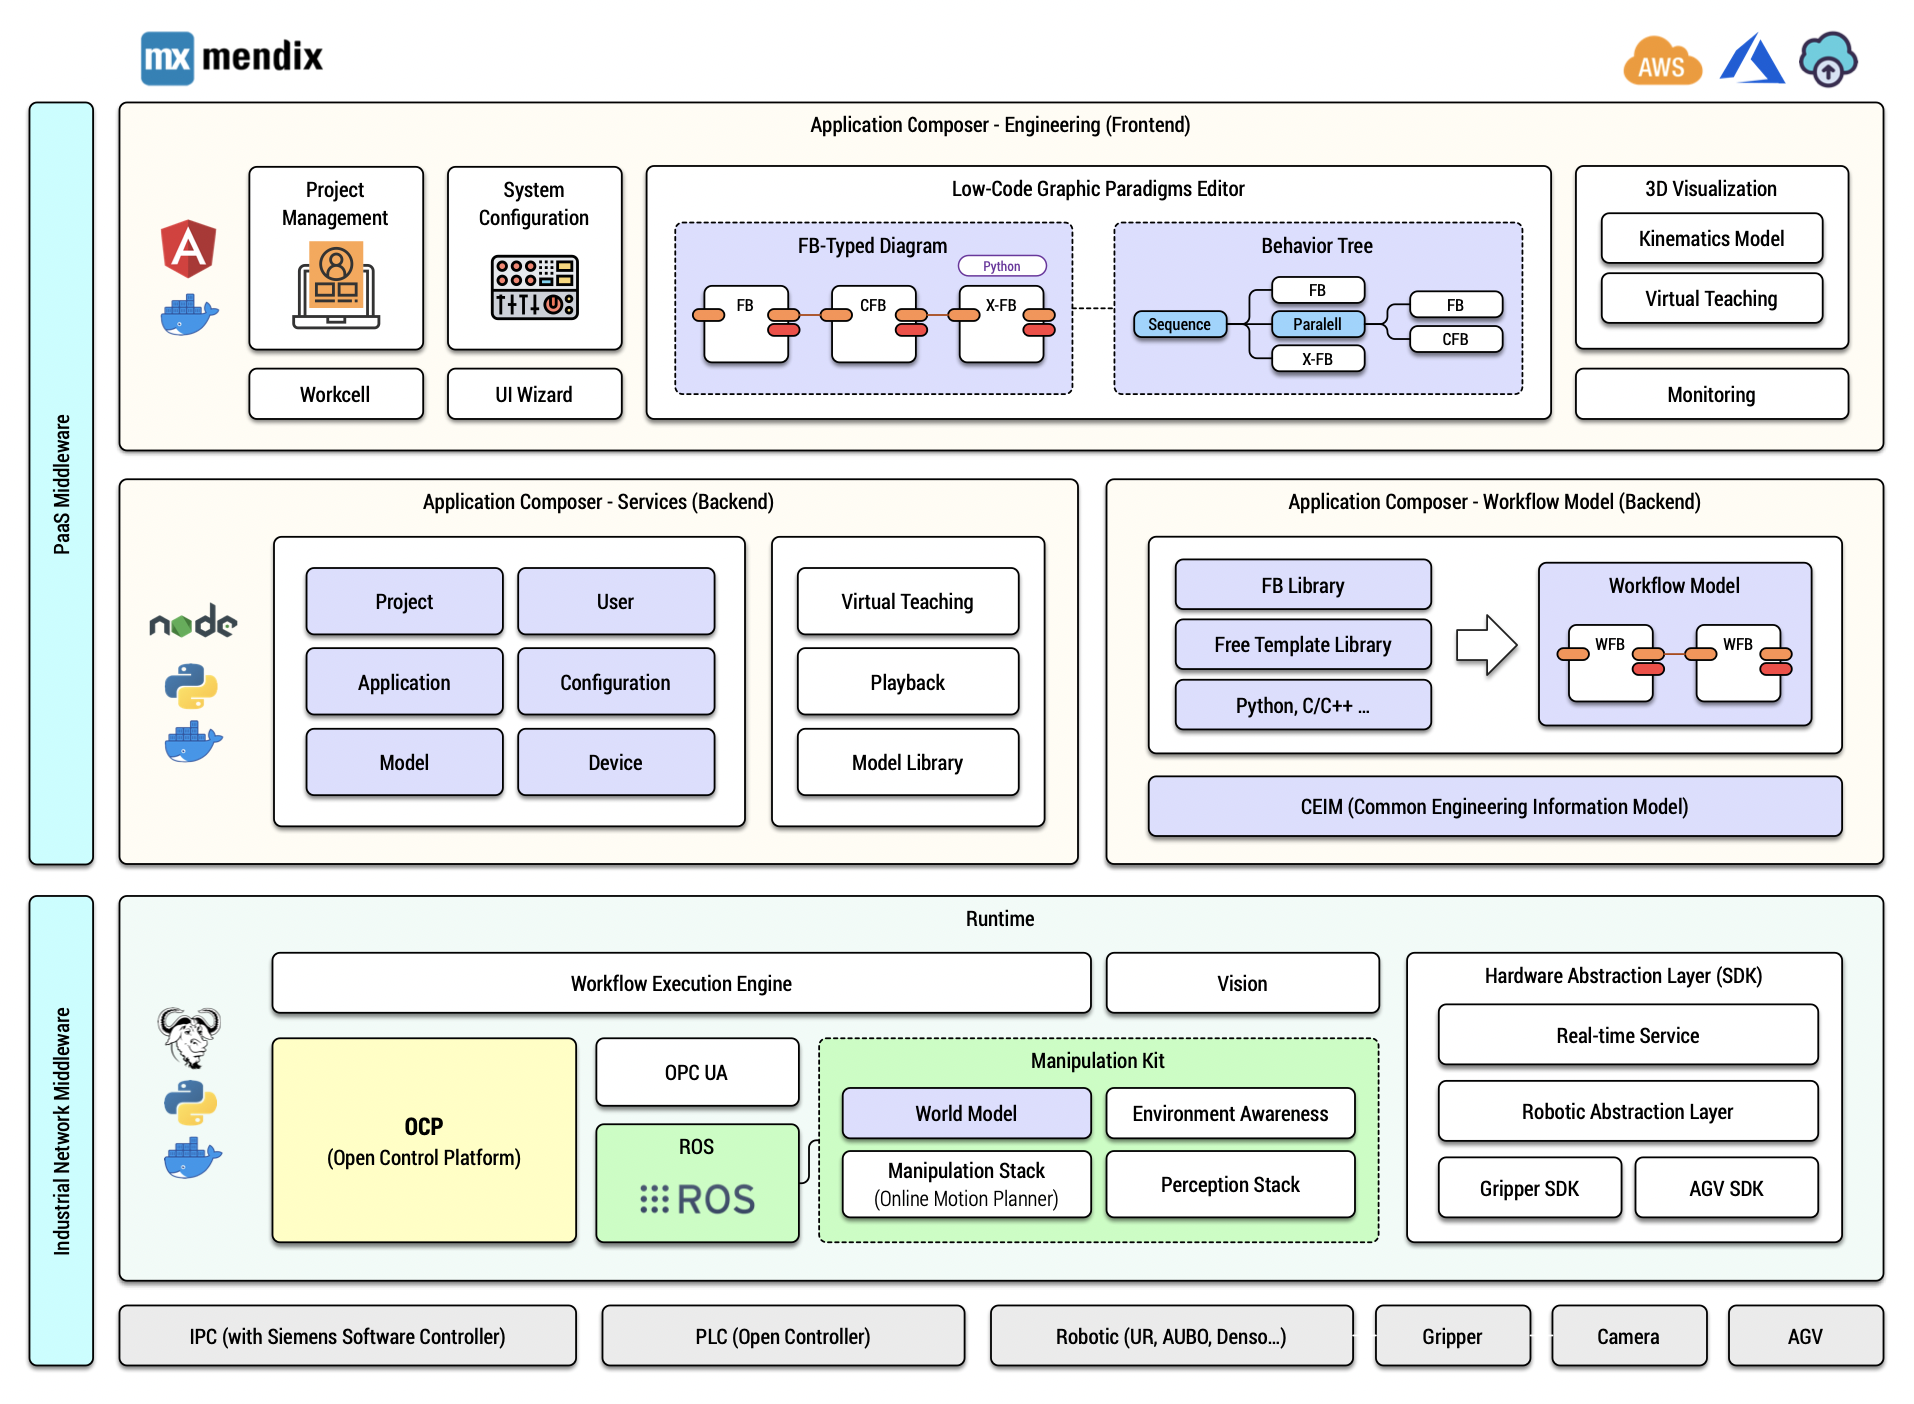 mx mendix
AWS
PaaS Middleware
Application Composer - Engineering (Frontend)
Project
Management
Workcell
System
Configuration
UI Wizard
Low-Code Graphic Paradigms Editor
FB-Typed Diagram
Python
FB
CFB
X-FB
Behavior Tree
Sequence
FB
Paralell
X-FB
FB
CFB
3D Visualization
Kinematics Model
Virtual Teaching
Monitoring
Application Composer - Services (Backend)
node
Project
User
Application
Configuration
Model
Device
Virtual Teaching
Playback
Model Library
Application Composer - Workflow Model (Backend)
FB Library
Free Template Library
Python, C/C++ ...
Workflow Model
WFB
WFB
CEIM (Common Engineering Information Model)
Industrial Network Middleware
Runtime
Workflow Execution Engine
Vision
OCP
(Open Control Platform)
OPC UA
ROS
ROS
Manipulation Kit
World Model
Environment Awareness
Manipulation Stack
(Online Motion Planner)
Perception Stack
Hardware Abstraction Layer (SDK)
Real-time Service
Robotic Abstraction Layer
Gripper SDK
AGV SDK
IPC (with Siemens Software Controller)
PLC (Open Controller)
Robotic (UR, AUBO, Denso...)
Gripper
Camera
AGV